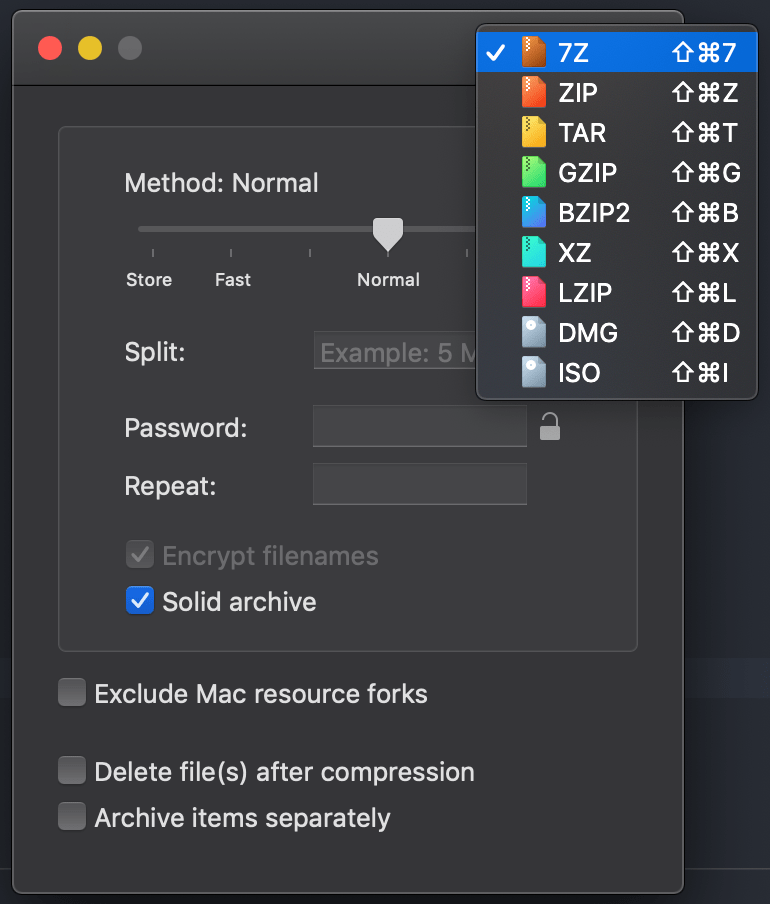 7Z ⇧⌘7
ZIP ⇧⌘Z
TAR ⇧⌘T
GZIP ⇧⌘G
BZIP2 ⇧⌘B
XZ ⇧⌘X
LZIP ⇧⌘L
DMG ⇧⌘D
ISO ⇧⌘I
Method: Normal
Store Fast Normal
Split: Example: 5 M
Password:
Repeat:
Encrypt filenames
Solid archive
Exclude Mac resource forks
Delete file(s) after compression
Archive items separately